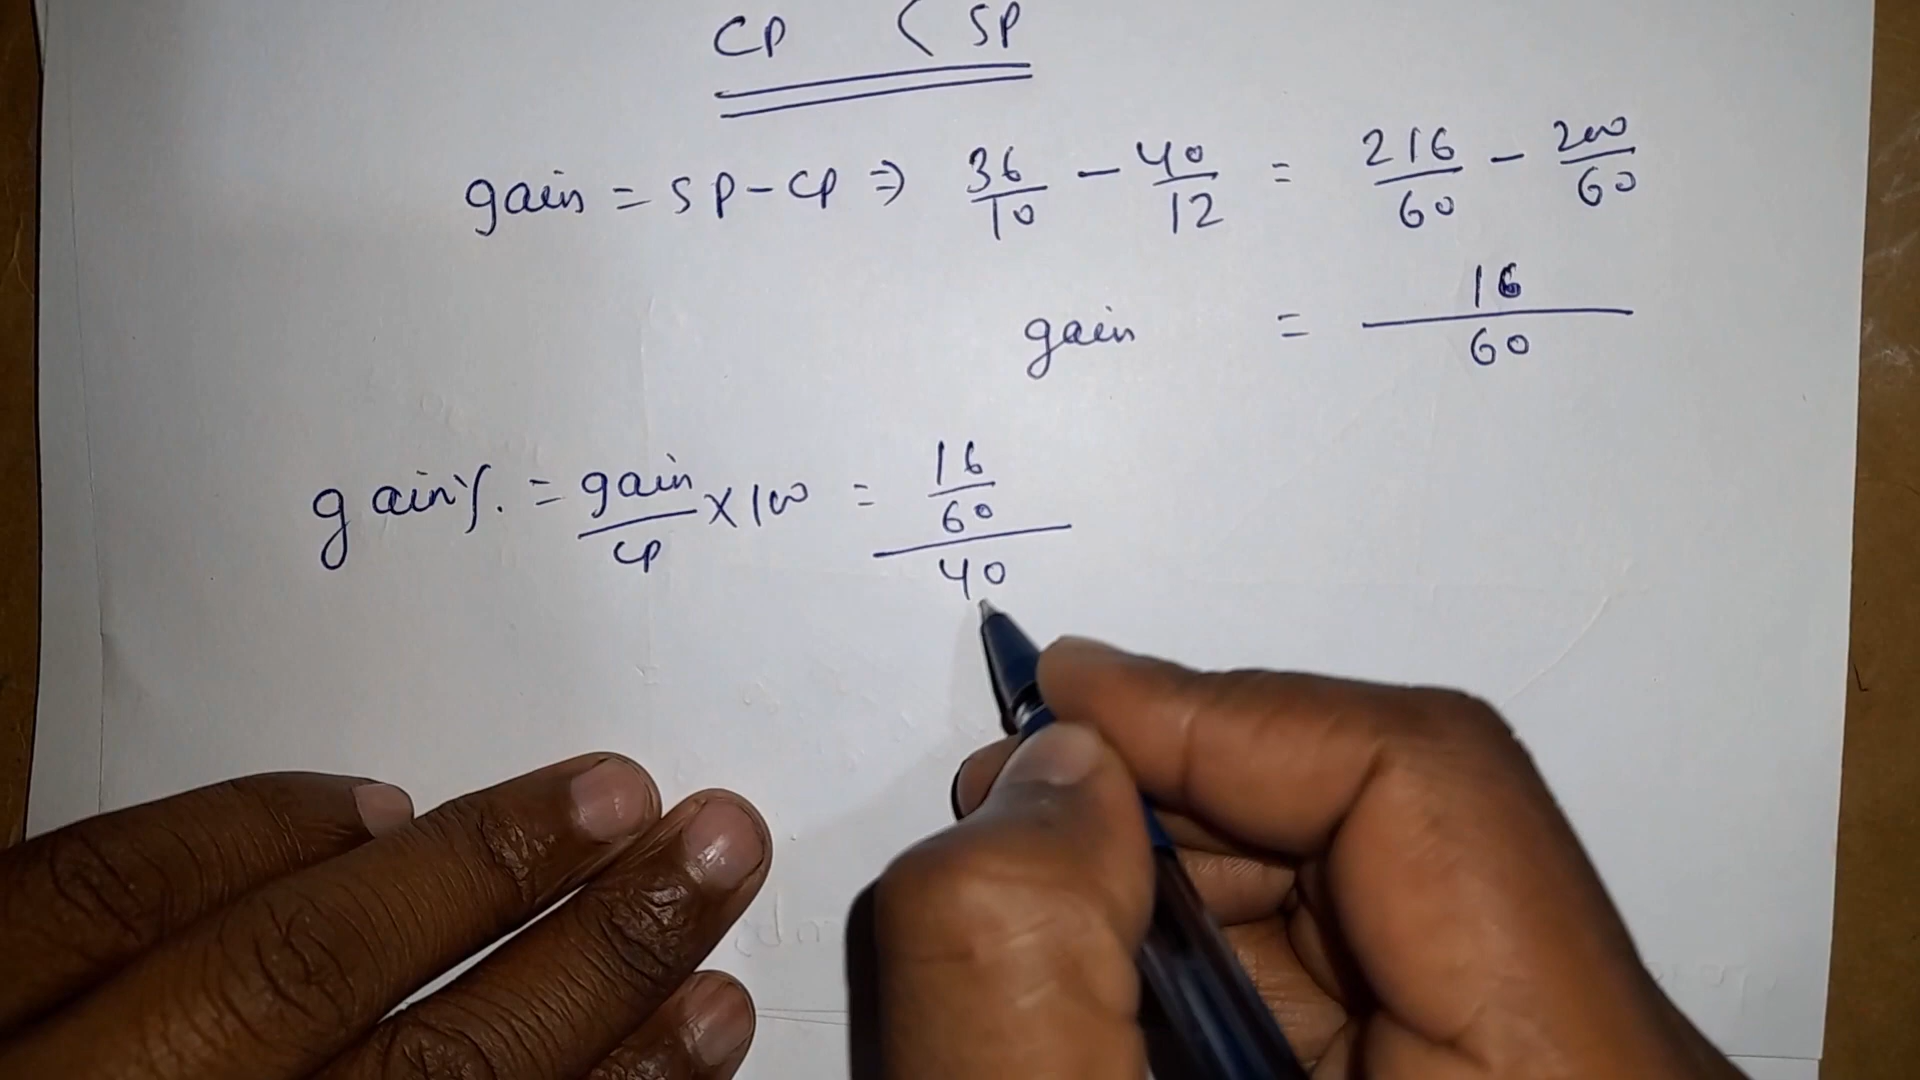 CP < SP
gain = SP - CP ⇒ 36/10 - 40/12 = 216/60 - 200/60
gain = 16/60
gain% = gain/CP × 100 = 16/60 / 40